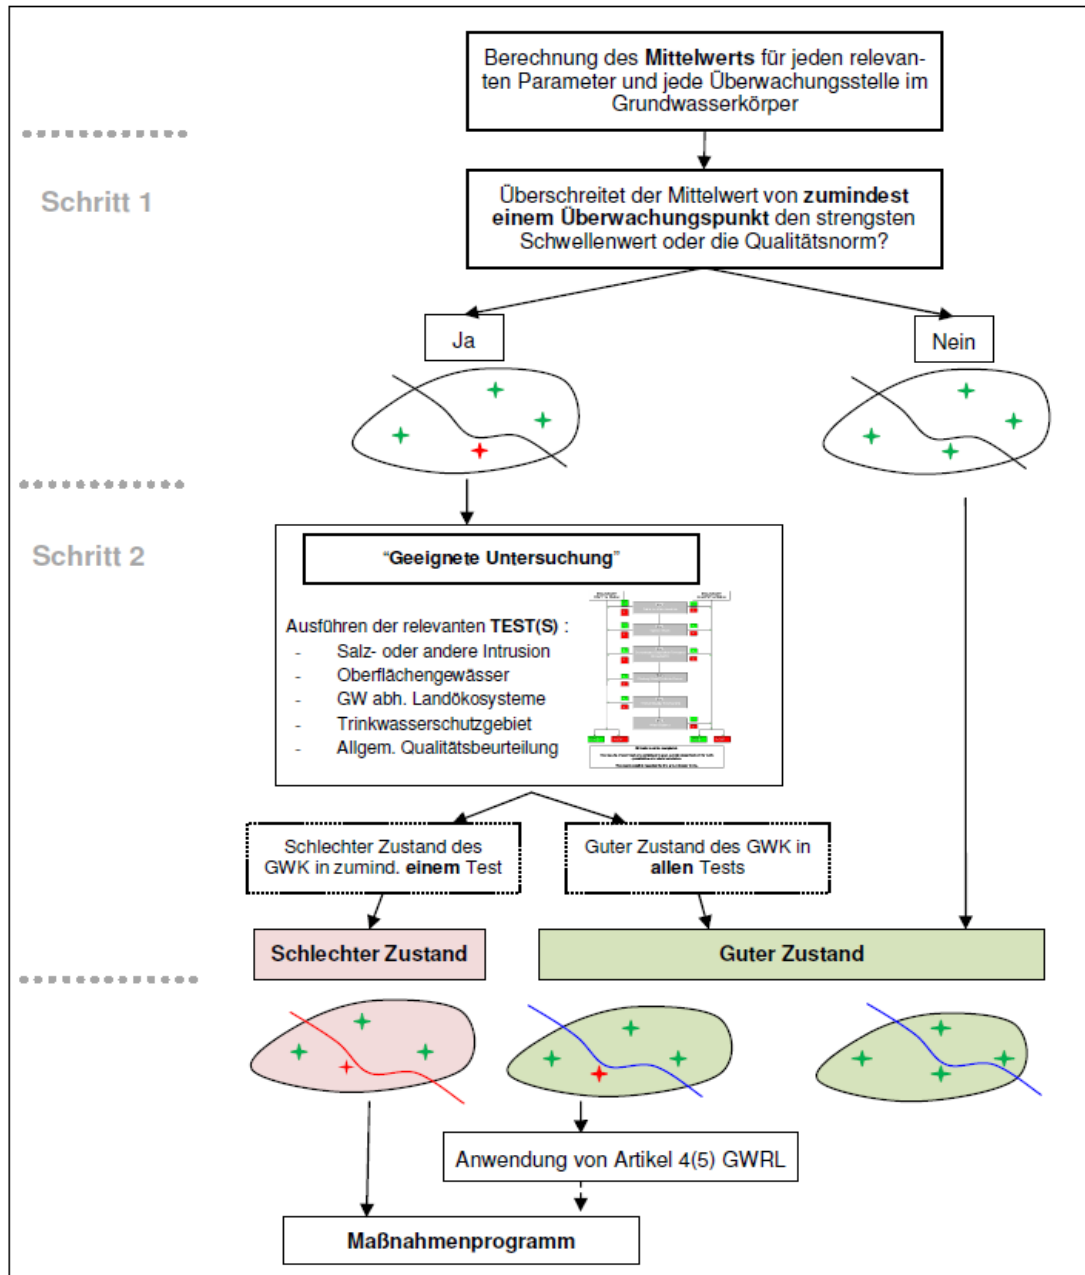 Berechnung des Mittelwerts für jeden relevan-
ten Parameter und jede Überwachungsstelle im
Grundwasserkörper
Schritt 1
Überschreitet der Mittelwert von zumindest
einem Überwachungspunkt den strengsten
Schwellenwert oder die Qualitätsnorm?
Ja
Nein
Schritt 2
“Geeignete Untersuchung”
Ausführen der relevanten TEST(S) :
- Salz- oder andere Intrusion
- Oberflächengewässer
- GW abh. Landökosysteme
- Trinkwasserschutzgebiet
- Allgem. Qualitätsbeurteilung
Schlechter Zustand des
GWK in zumind. einem Test
Guter Zustand des GWK in
allen Tests
Schlechter Zustand
Guter Zustand
Anwendung von Artikel 4(5) GWRL
Maßnahmenprogramm